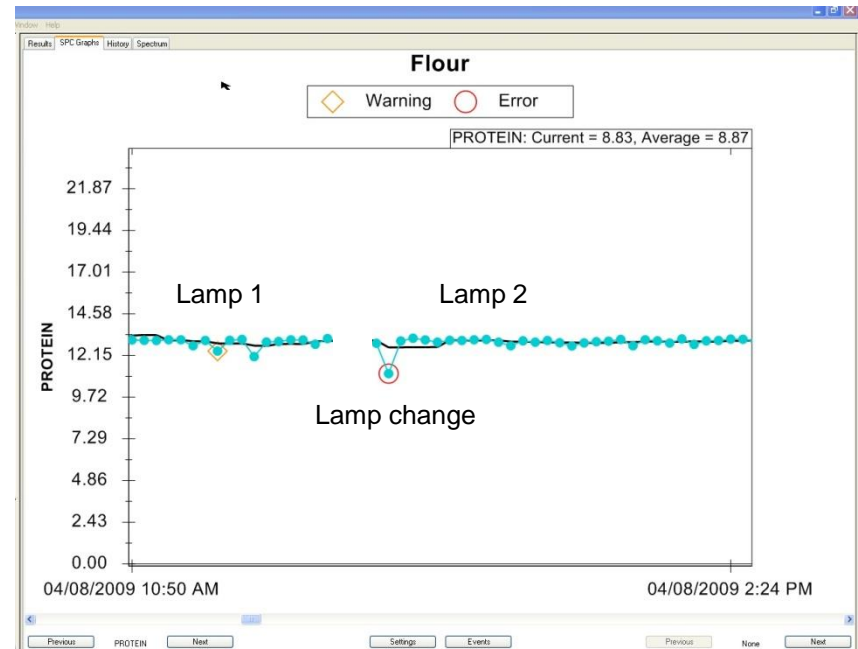 Window Help
Results SPC Graphs History Spectrum
Flour
Warning Error
PROTEIN: Current = 8.83, Average = 8.87
21.87
19.44
17.01
Lamp 1 Lamp 2
14.58
12.15
PROTEIN
9.72
Lamp change
7.29
4.86
2.43
0.00
04/08/2009 10:50 AM 04/08/2009 2:24 PM
Previous PROTEIN Next Settings Events Previous None Next